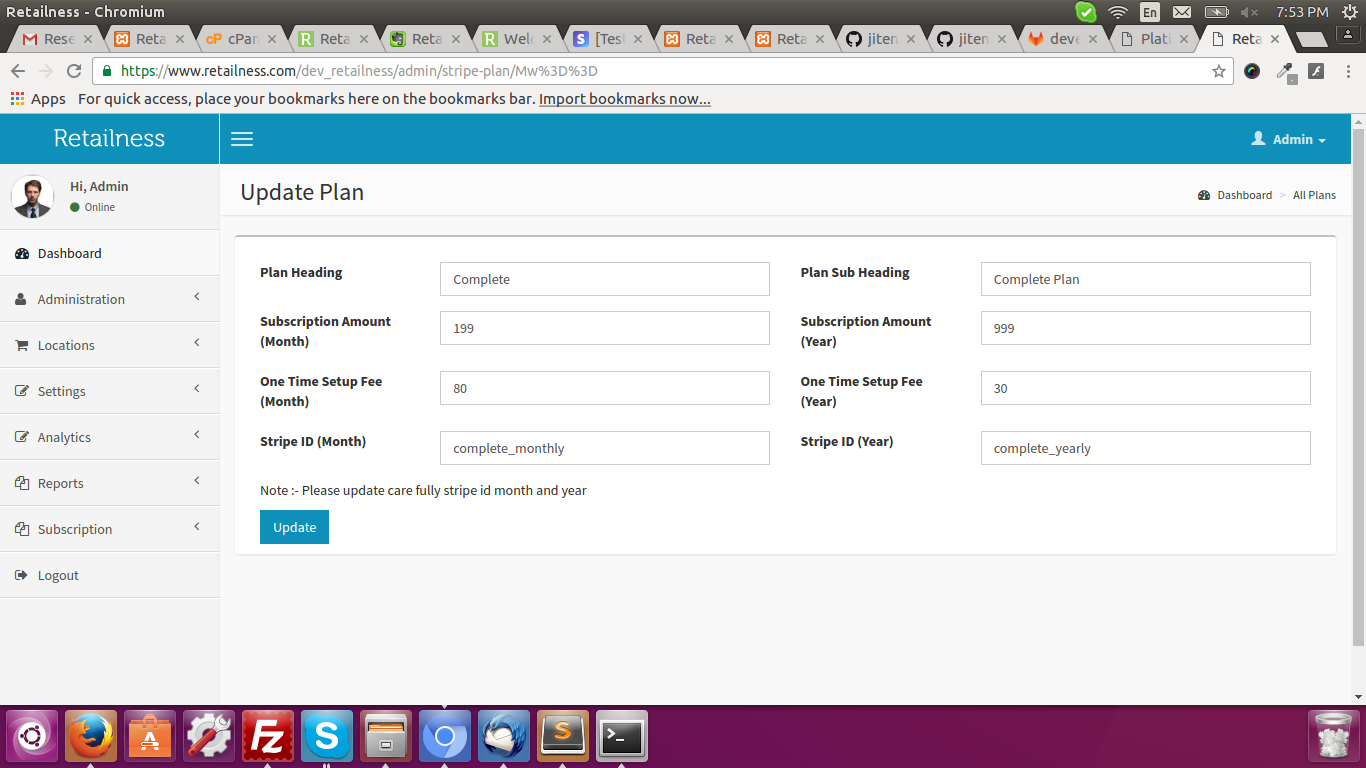 Retailness - Chromium
En
7:53 PM
Rese
Reta
cPan
Reta
Reta
Welc
[Test
Reta
Reta
jiten
jiten
deve
Plati
Reta
https://www.retailness.com/dev_retailness/admin/stripe-plan/Mw%3D%3D
Apps For quick access, place your bookmarks here on the bookmarks bar. Import bookmarks now...
Retailness
Admin
Hi, Admin
Online
Dashboard
Administration
Locations
Settings
Analytics
Reports
Subscription
Logout
Update Plan
Dashboard > All Plans
Plan Heading
Complete
Plan Sub Heading
Complete Plan
Subscription Amount
(Month)
199
Subscription Amount
(Year)
999
One Time Setup Fee
(Month)
80
One Time Setup Fee
(Year)
30
Stripe ID (Month)
complete_monthly
Stripe ID (Year)
complete_yearly
Note :- Please update care fully stripe id month and year
Update